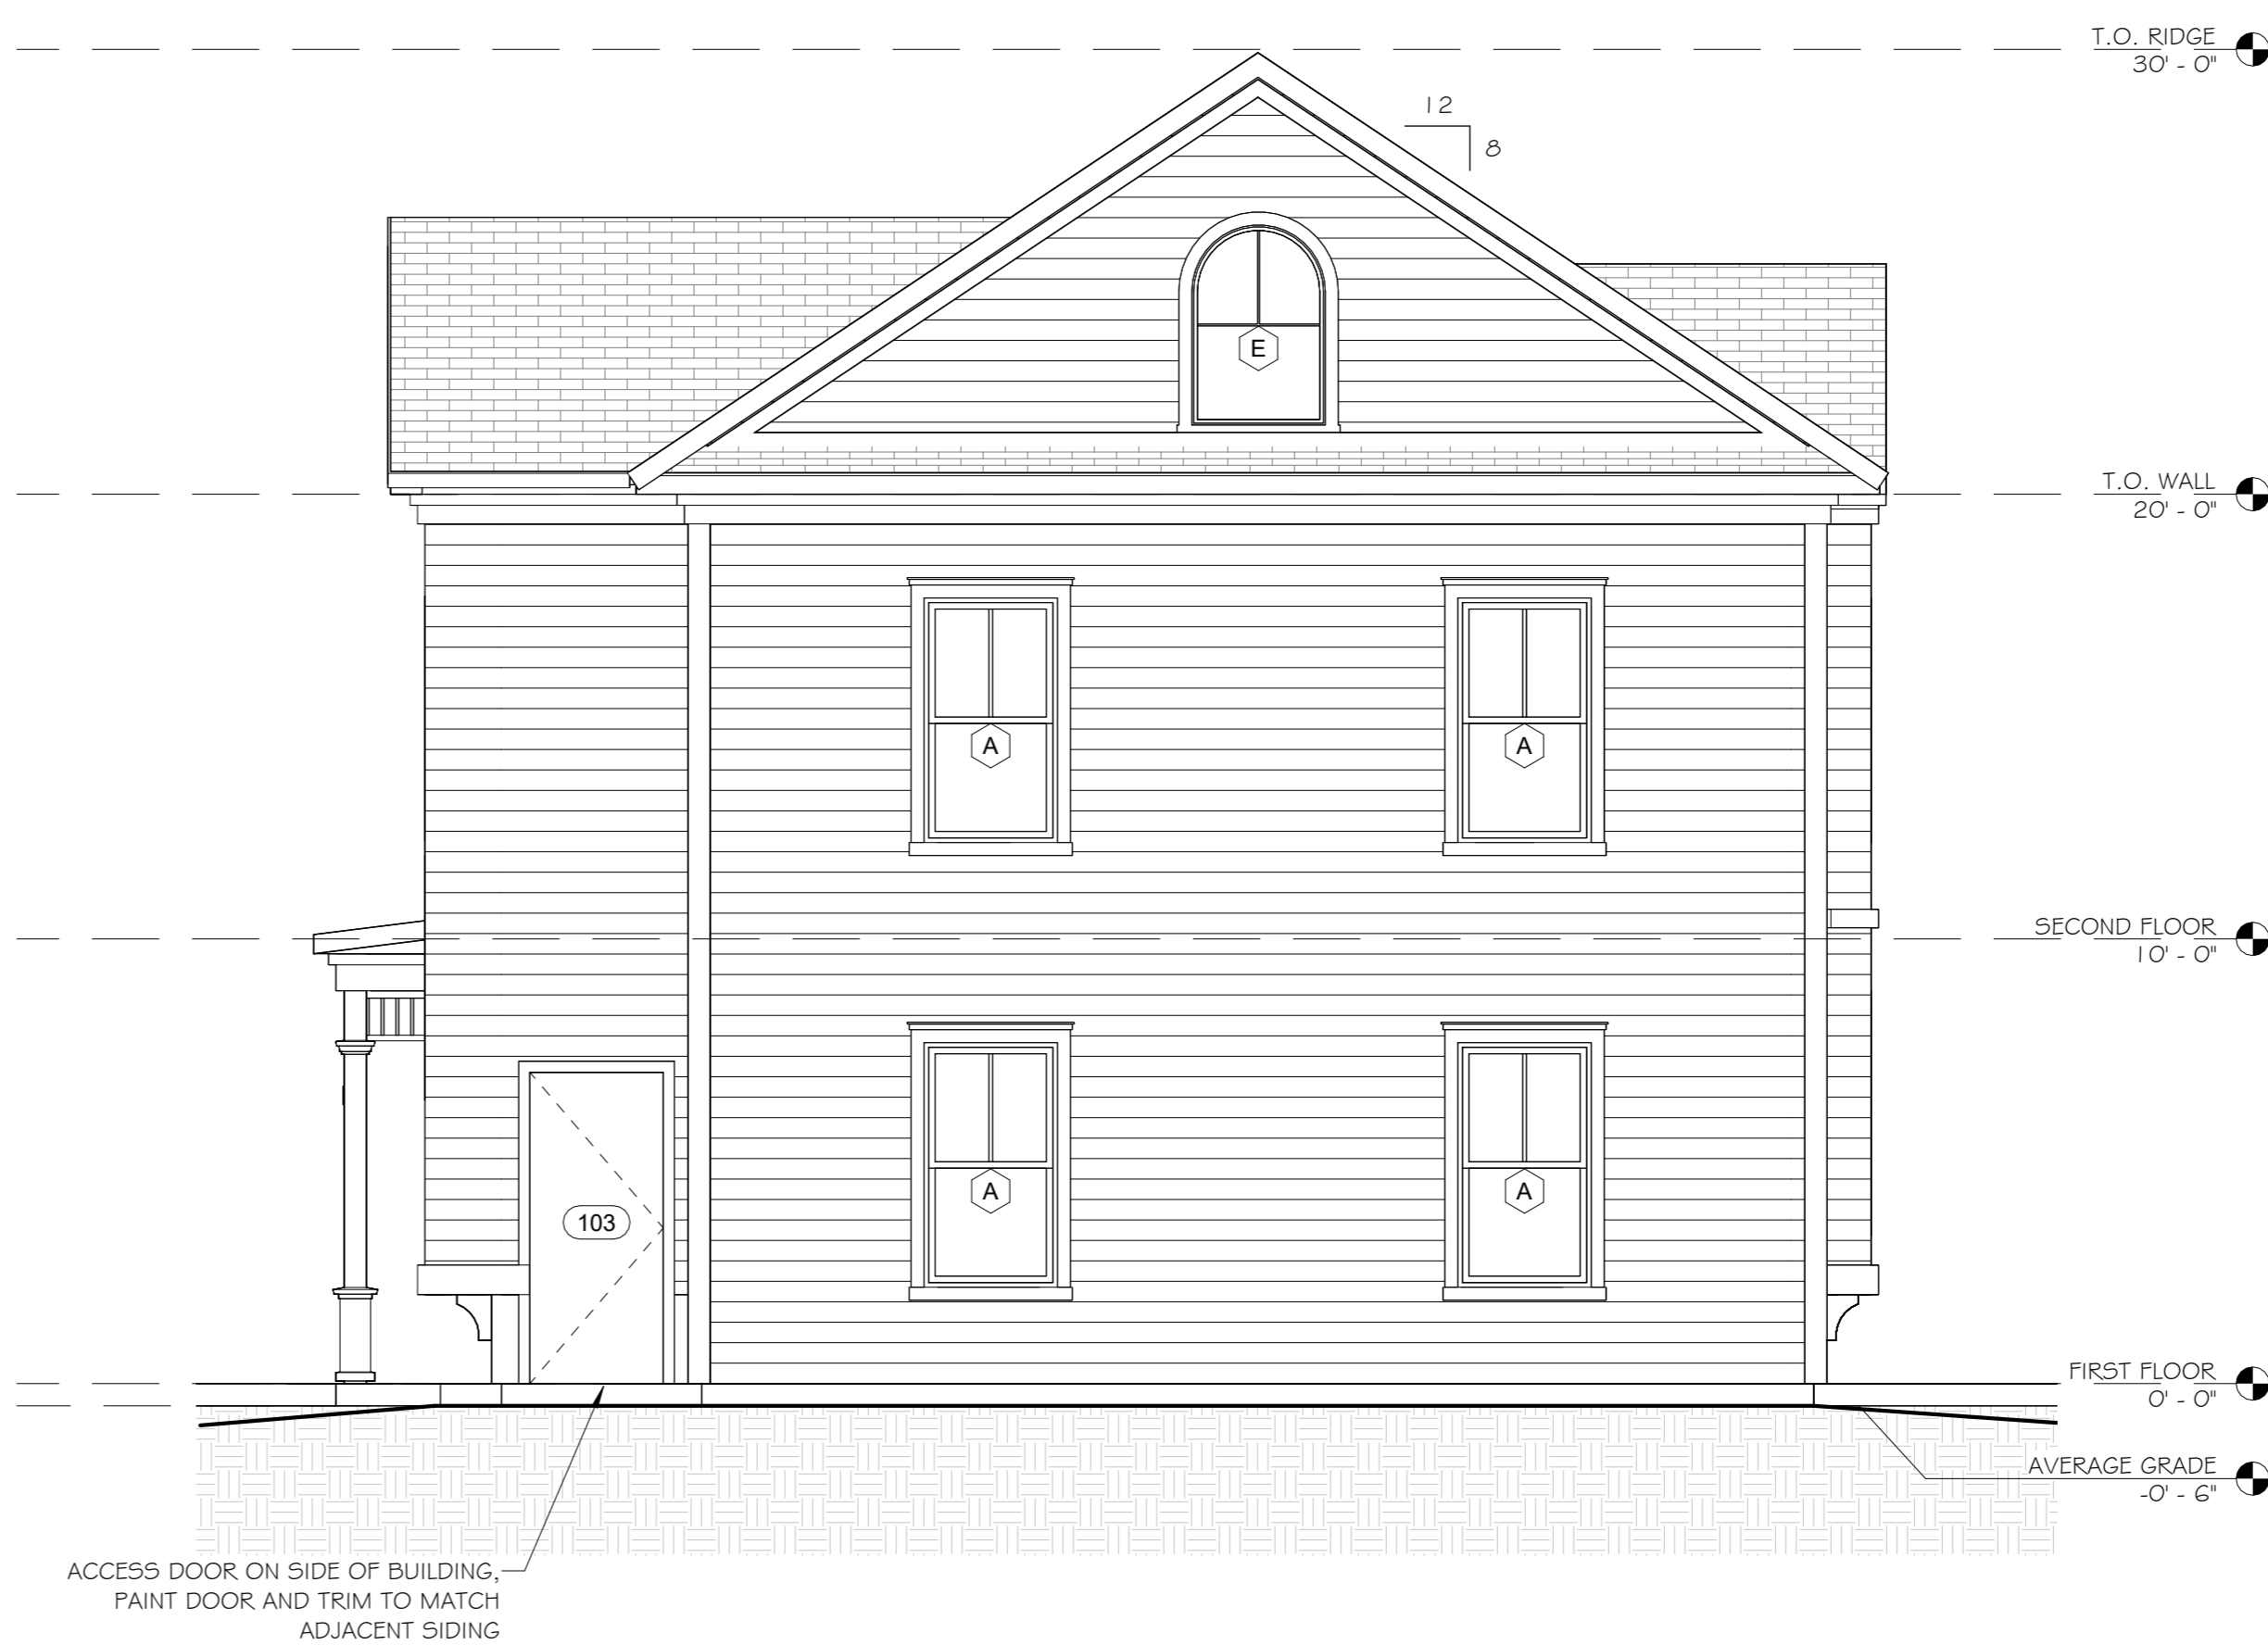 T.O. RIDGE
30' - 0"
12
8
E
T.O. WALL
20' - 0"
A
A
SECOND FLOOR
10' - 0"
A
A
103
FIRST FLOOR
0' - 0"
AVERAGE GRADE
-0' - 6"
ACCESS DOOR ON SIDE OF BUILDING,
PAINT DOOR AND TRIM TO MATCH
ADJACENT SIDING